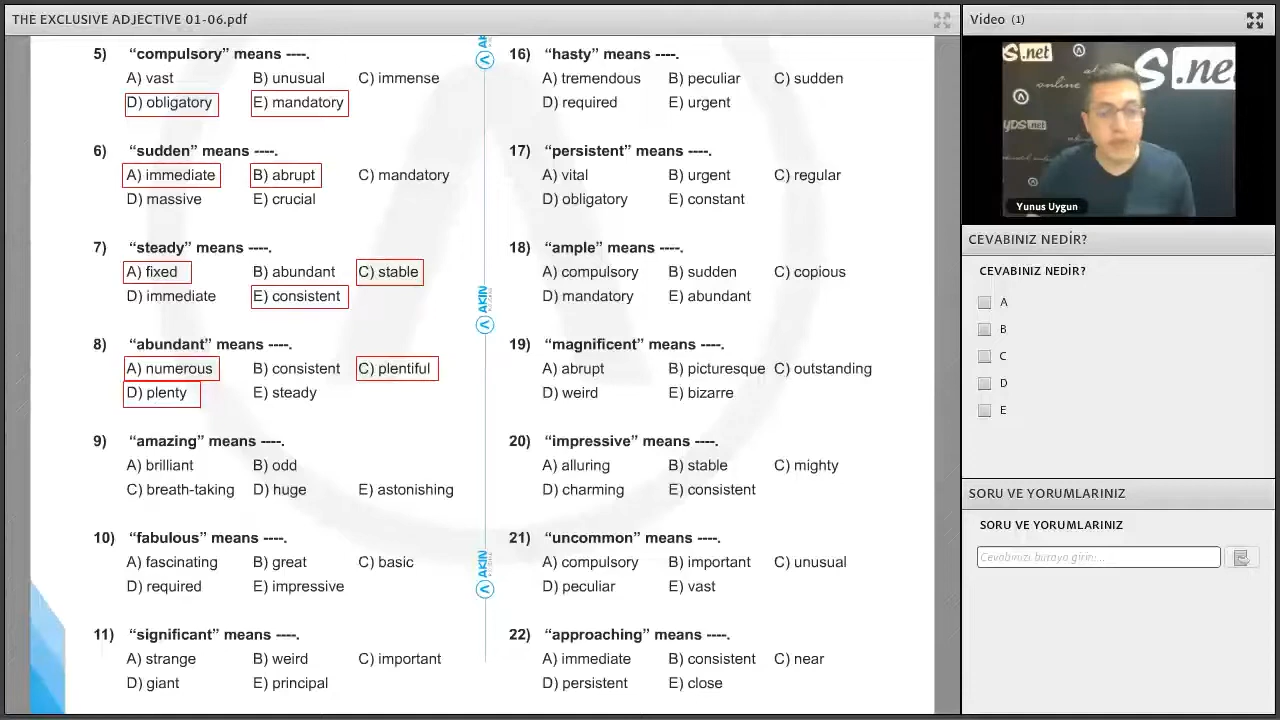 THE EXCLUSIVE ADJECTIVE 01-06.pdf
5) “compulsory” means ----.
A) vast B) unusual C) immense
D) obligatory E) mandatory
6) “sudden” means ----.
A) immediate B) abrupt C) mandatory
D) massive E) crucial
7) “steady” means ----.
A) fixed B) abundant C) stable
D) immediate E) consistent
8) “abundant” means ----.
A) numerous B) consistent C) plentiful
D) plenty E) steady
9) “amazing” means ----.
A) brilliant B) odd
C) breath-taking D) huge E) astonishing
10) “fabulous” means ----.
A) fascinating B) great C) basic
D) required E) impressive
11) “significant” means ----.
A) strange B) weird C) important
D) giant E) principal
AKIN
AKIN
16) “hasty” means ----.
A) tremendous B) peculiar C) sudden
D) required E) urgent
17) “persistent” means ----.
A) vital B) urgent C) regular
D) obligatory E) constant
18) “ample” means ----.
A) compulsory B) sudden C) copious
D) mandatory E) abundant
19) “magnificent” means ----.
A) abrupt B) picturesque C) outstanding
D) weird E) bizarre
20) “impressive” means ----.
A) alluring B) stable C) mighty
D) charming E) consistent
21) “uncommon” means ----.
A) compulsory B) important C) unusual
D) peculiar E) vast
22) “approaching” means ----.
A) immediate B) consistent C) near
D) persistent E) close
Video (1)
S.net
online
S.ne
YDS.net
Yunus Uygun
CEVABINIZ NEDİR?
CEVABINIZ NEDİR?
A
B
C
D
E
SORU VE YORUMLARINIZ
SORU VE YORUMLARINIZ
Cevabınızı buraya girin...